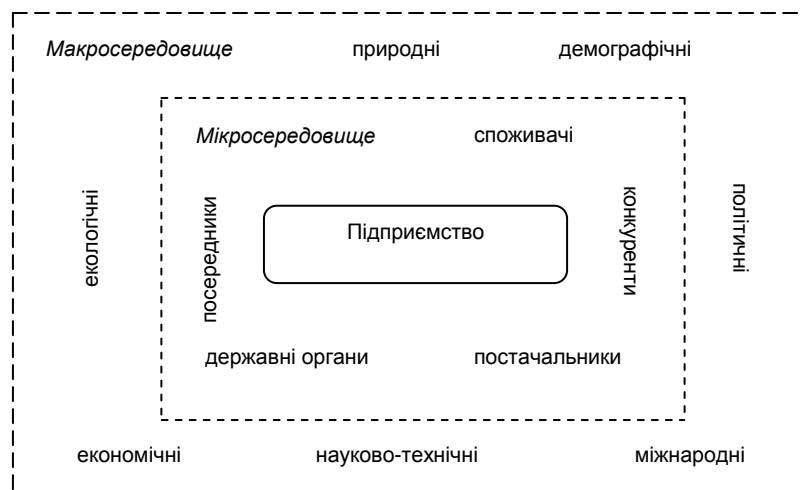 Макросередовище природні демографічні
Мікросередовище споживачі
екологічні
посередники
Підприємство
конкуренти
політичні
державні органи постачальники
економічні науково-технічні міжнародні